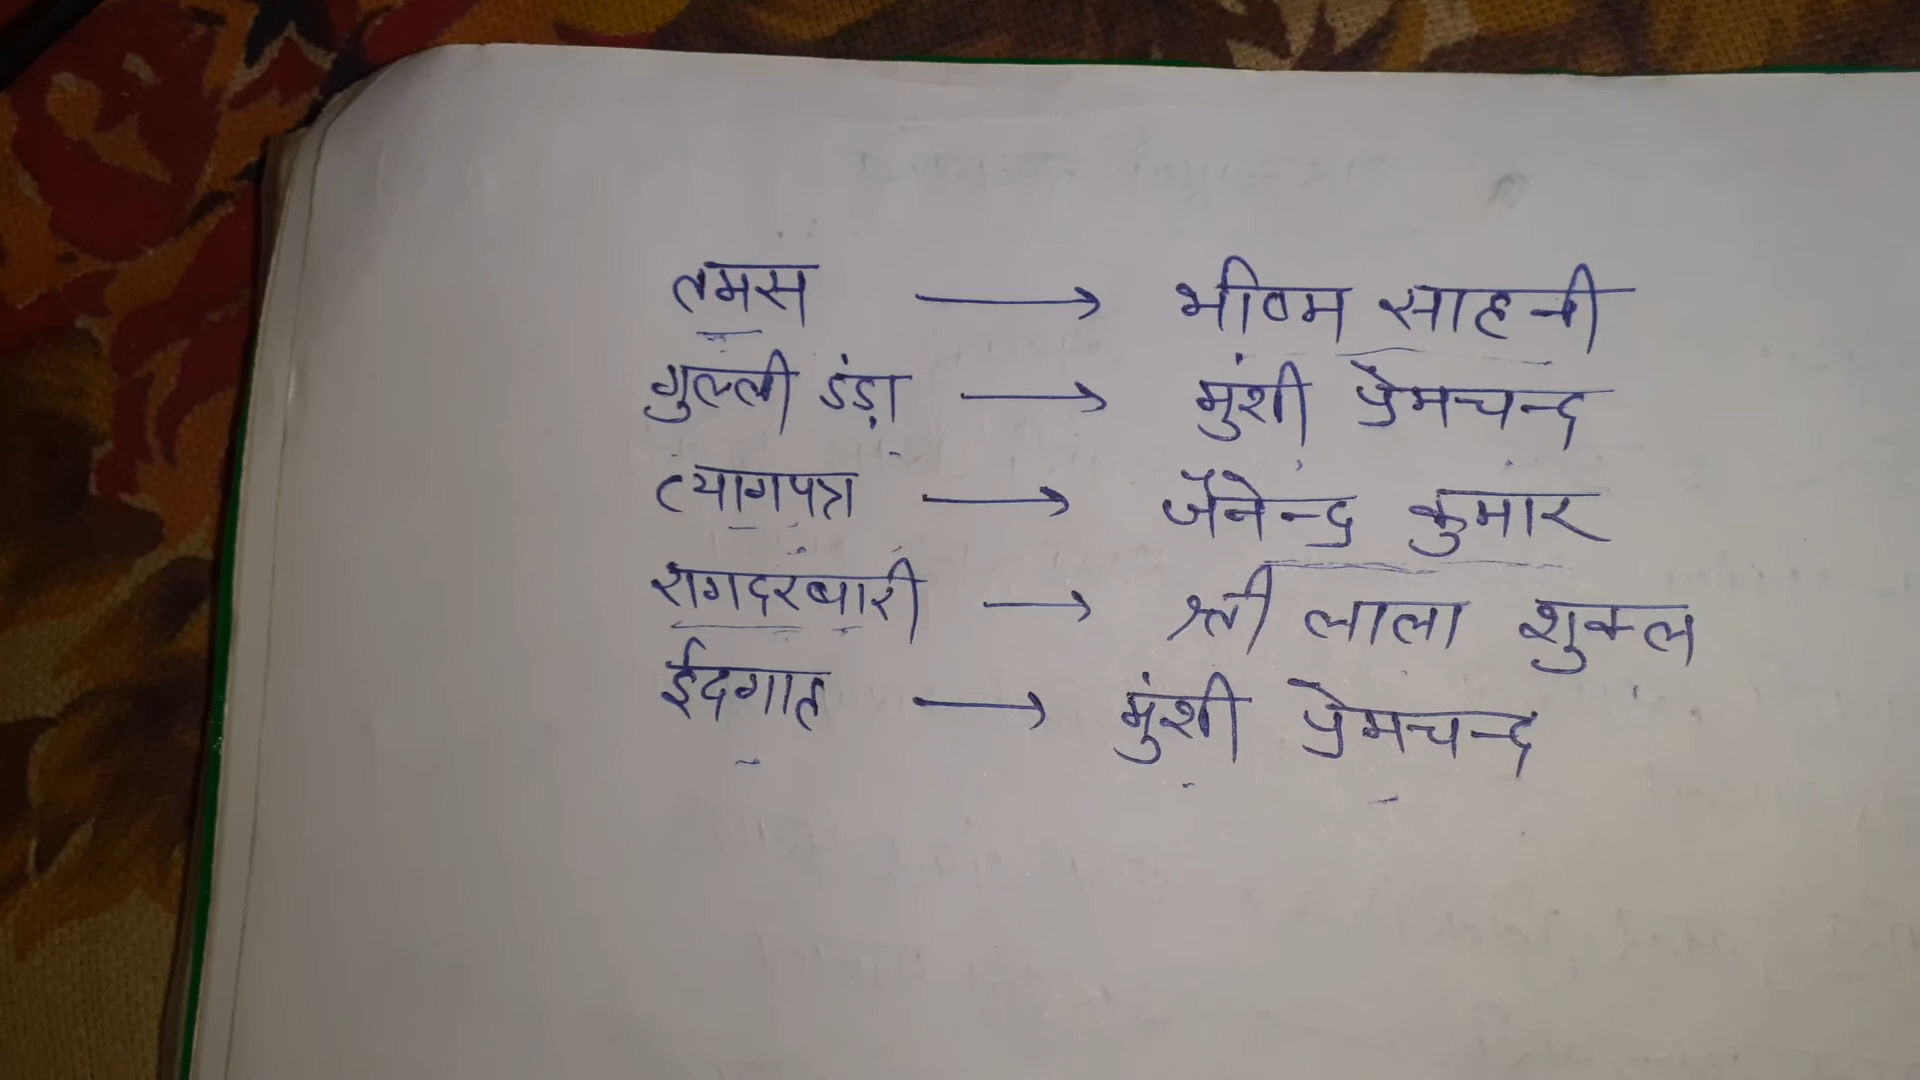 तमस → भीष्म साहनी
गुल्ली डंड़ा → मुंशी प्रेमचन्द
त्यागपत्र → जैनेन्द्र कुमार
रागदरबारी → श्री लाला शुक्ल
ईदगाह → मुंशी प्रेमचन्द